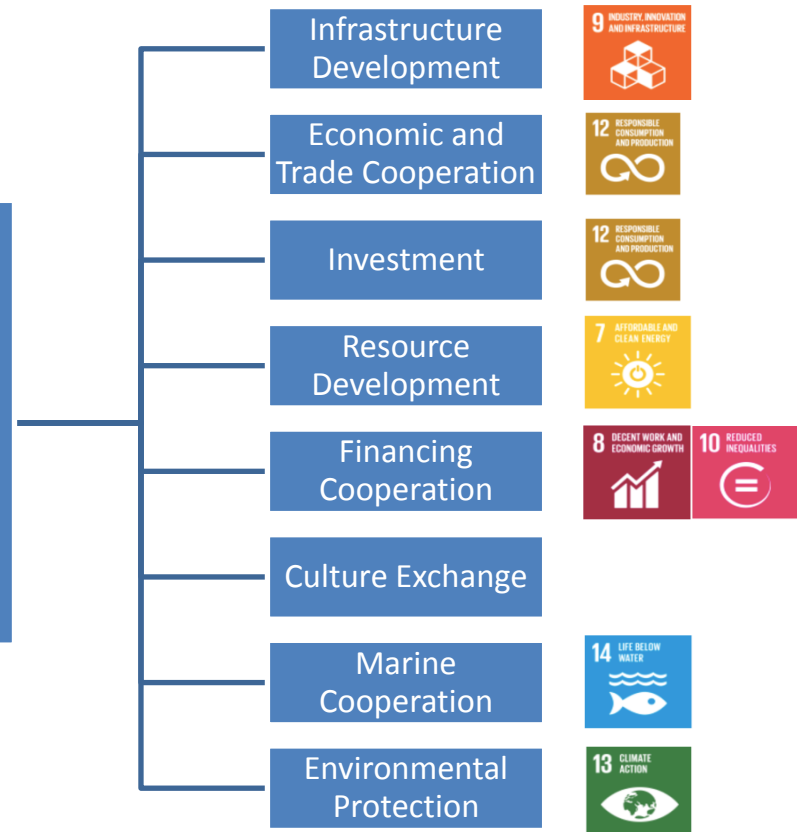 Infrastructure
Development
9 INDUSTRY, INNOVATION
AND INFRASTRUCTURE
Economic and
Trade Cooperation
12 RESPONSIBLE
CONSUMPTION
AND PRODUCTION
Investment
12 RESPONSIBLE
CONSUMPTION
AND PRODUCTION
Resource
Development
7 AFFORDABLE AND
CLEAN ENERGY
Financing
Cooperation
8 DECENT WORK AND
ECONOMIC GROWTH
10 REDUCED
INEQUALITIES
Culture Exchange
Marine
Cooperation
14 LIFE BELOW
WATER
Environmental
Protection
13 CLIMATE
ACTION